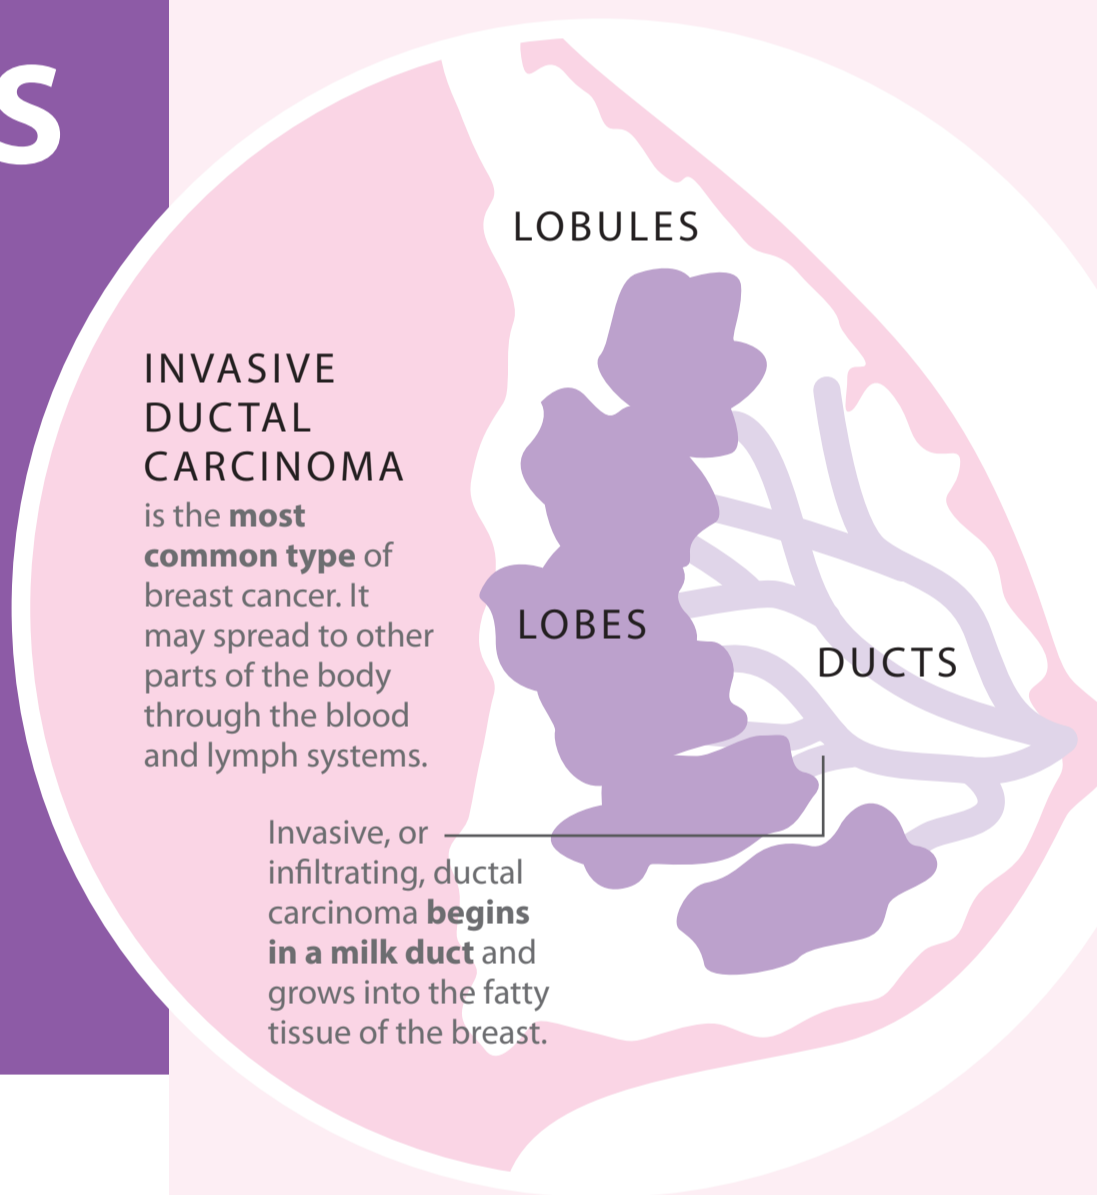 s
LOBULES
INVASIVE
DUCTAL
CARCINOMA
is the most
common type of
breast cancer. It
may spread to other
parts of the body
through the blood
and lymph systems.
LOBES
DUCTS
Invasive, or
infiltrating, ductal
carcinoma begins
in a milk duct and
grows into the fatty
tissue of the breast.